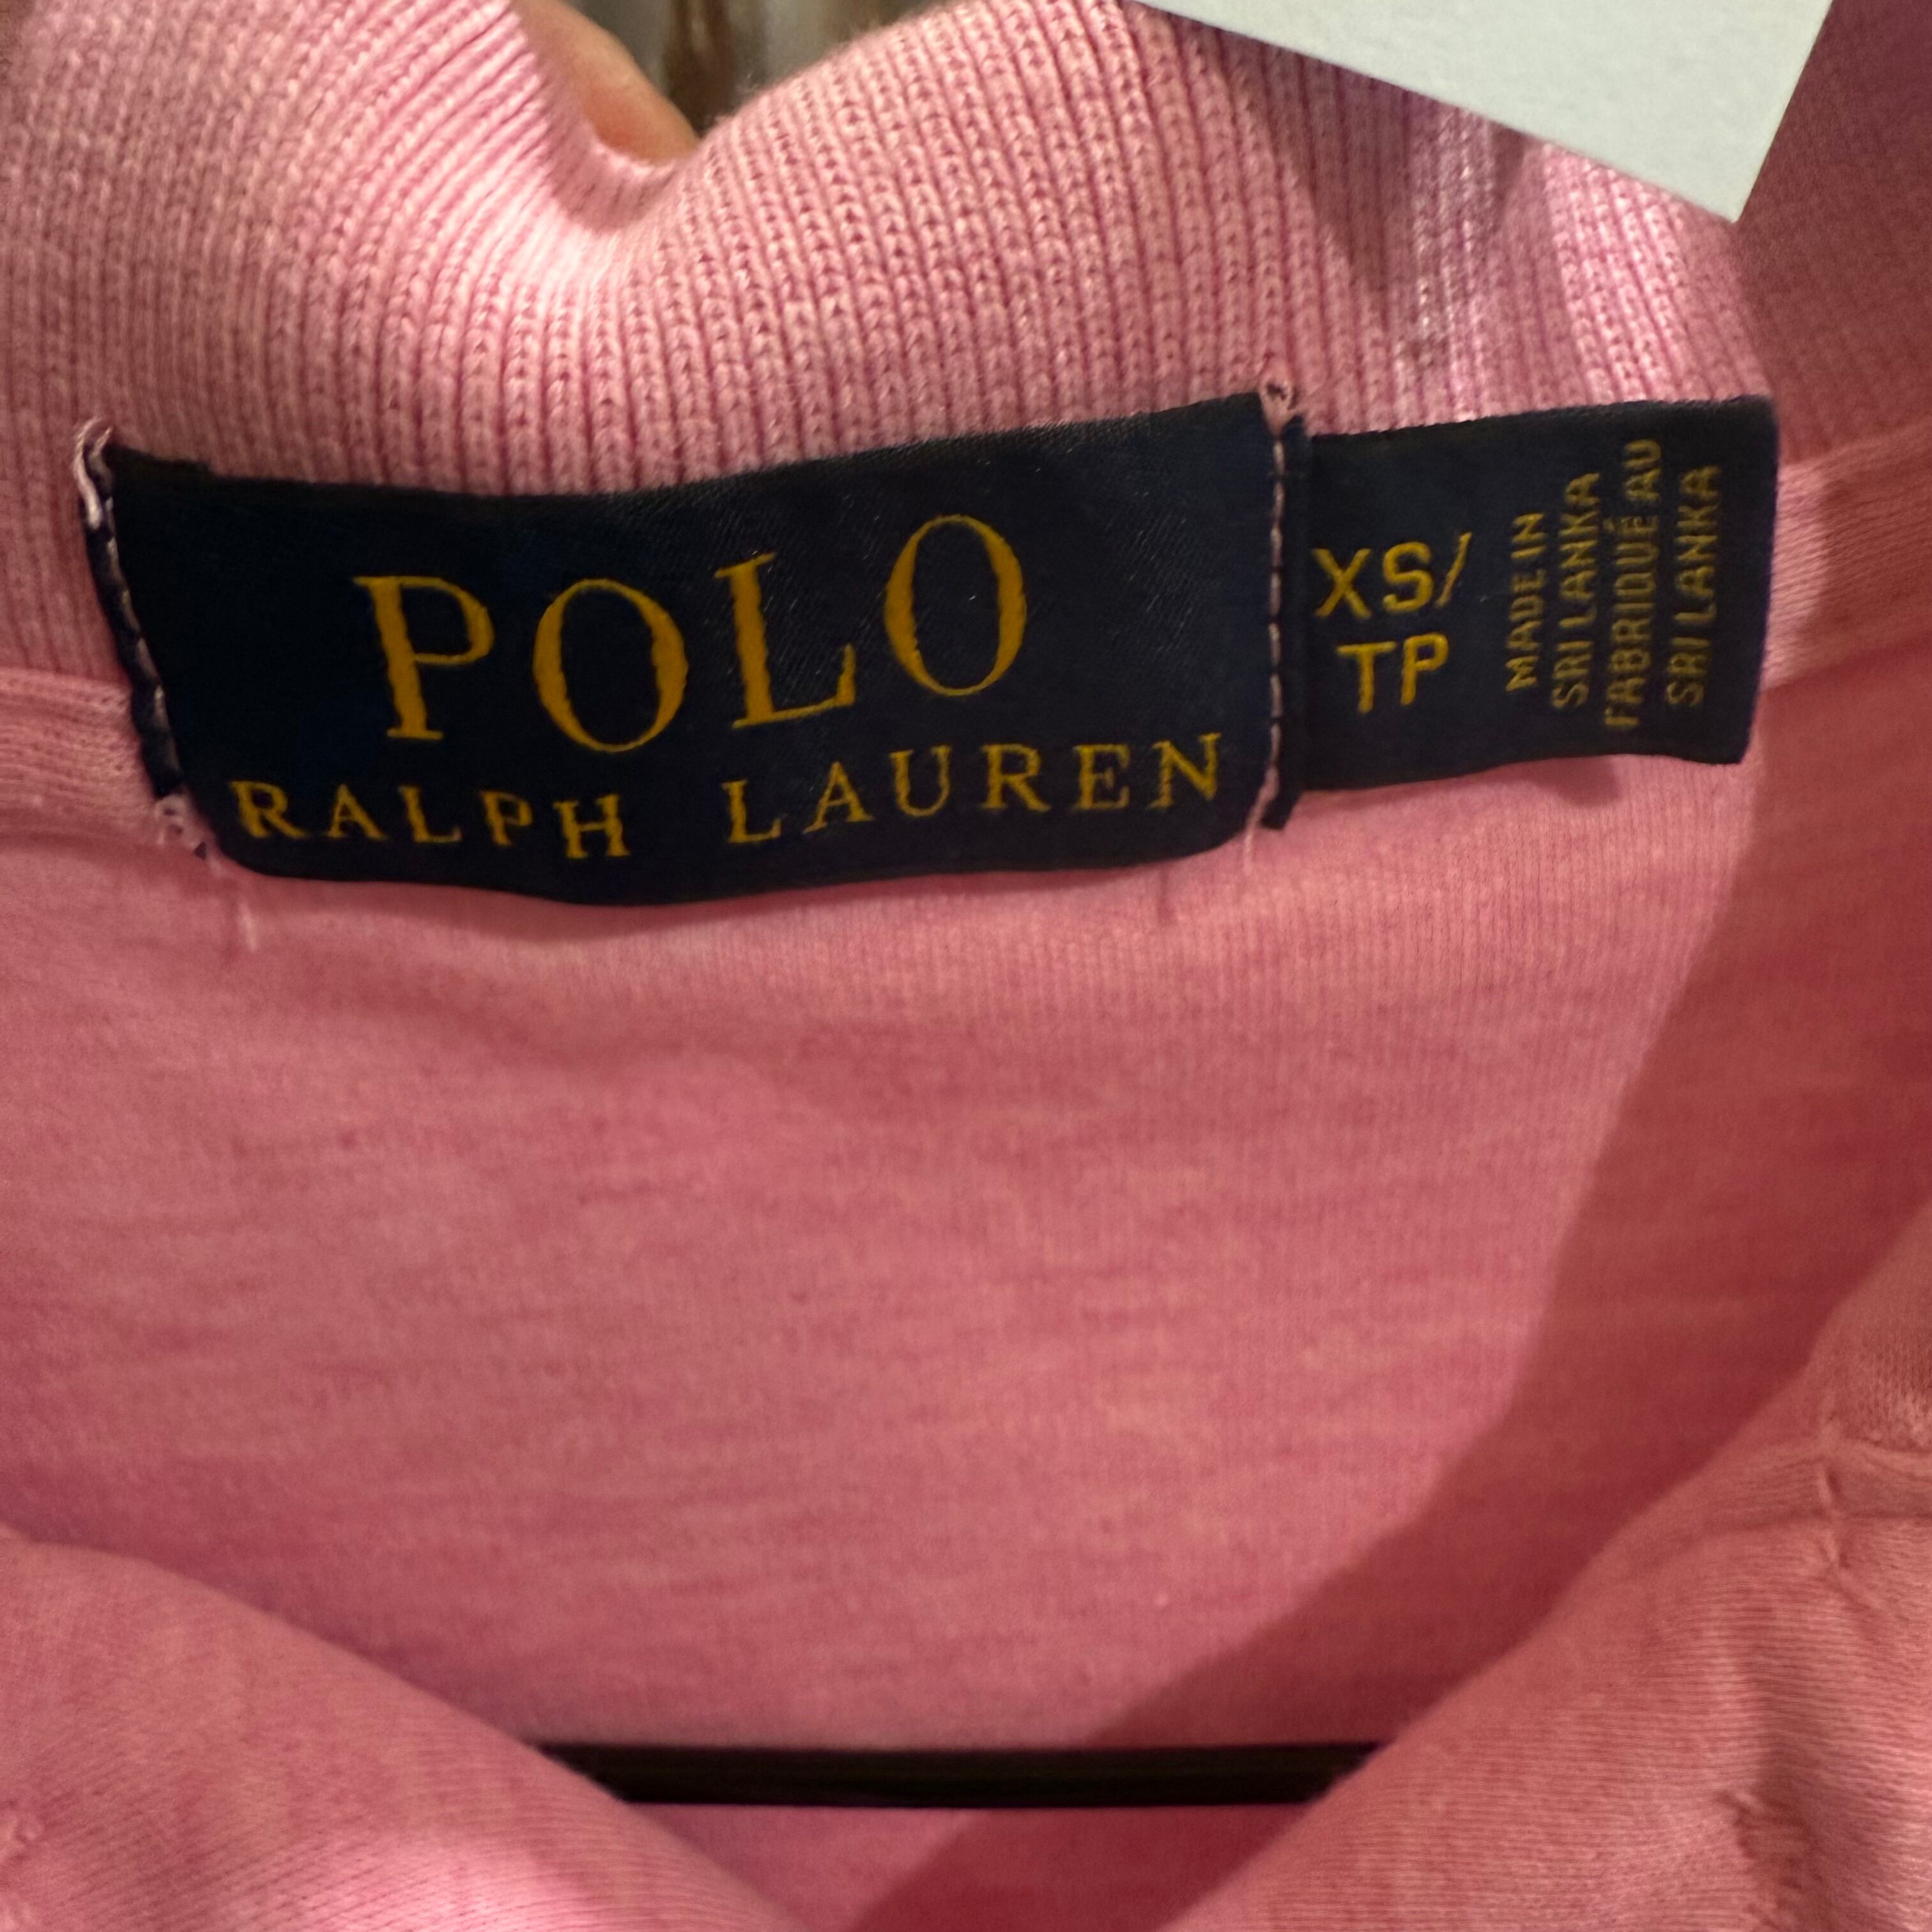 POLO
RALPH LAUREN
XS/
TP
MADE IN
SRI LANKA
FABRIQUÉ AU
SRI LANKA